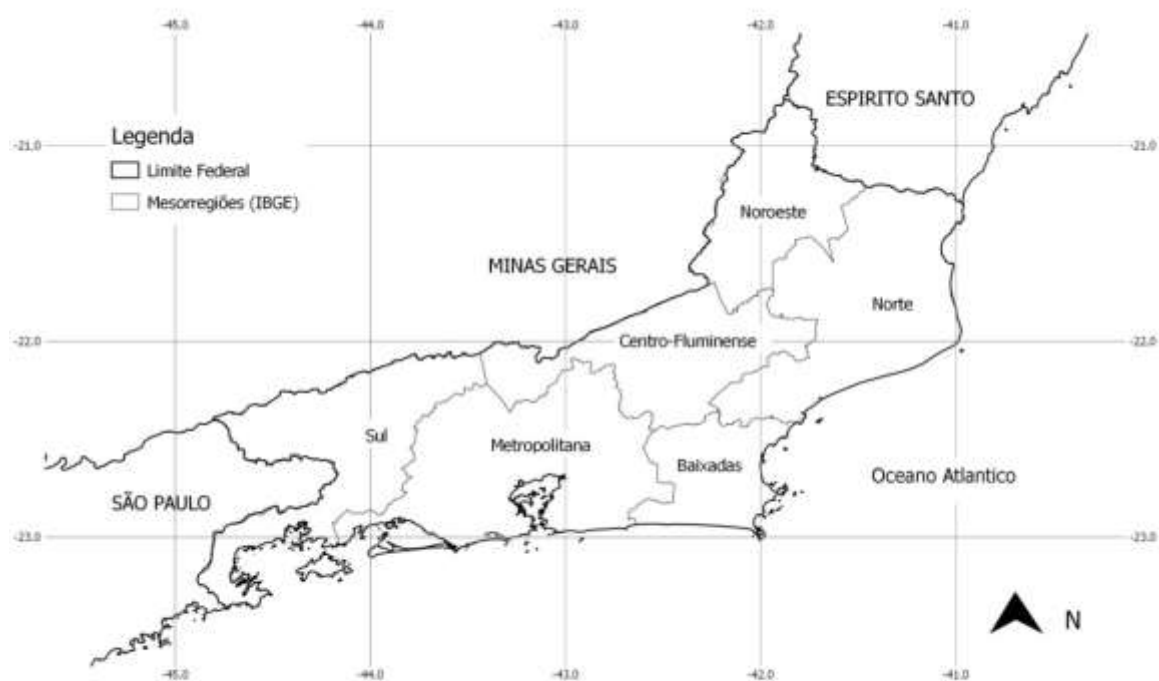 -45.0 -44.0 -43.0 -42.0 -41.0
ESPIRITO SANTO
Legenda
-21.0 -21.0
Limite Federal
Mesorregiões (IBGE)
Noroeste
MINAS GERAIS
Norte
Centro-Fluminense
-22.0 -22.0
Sul
Metropolitana
Baixadas
Oceano Atlantico
SÃO PAULO
-23.0 -23.0
N
-45.0 -44.0 -43.0 -42.0 -41.0